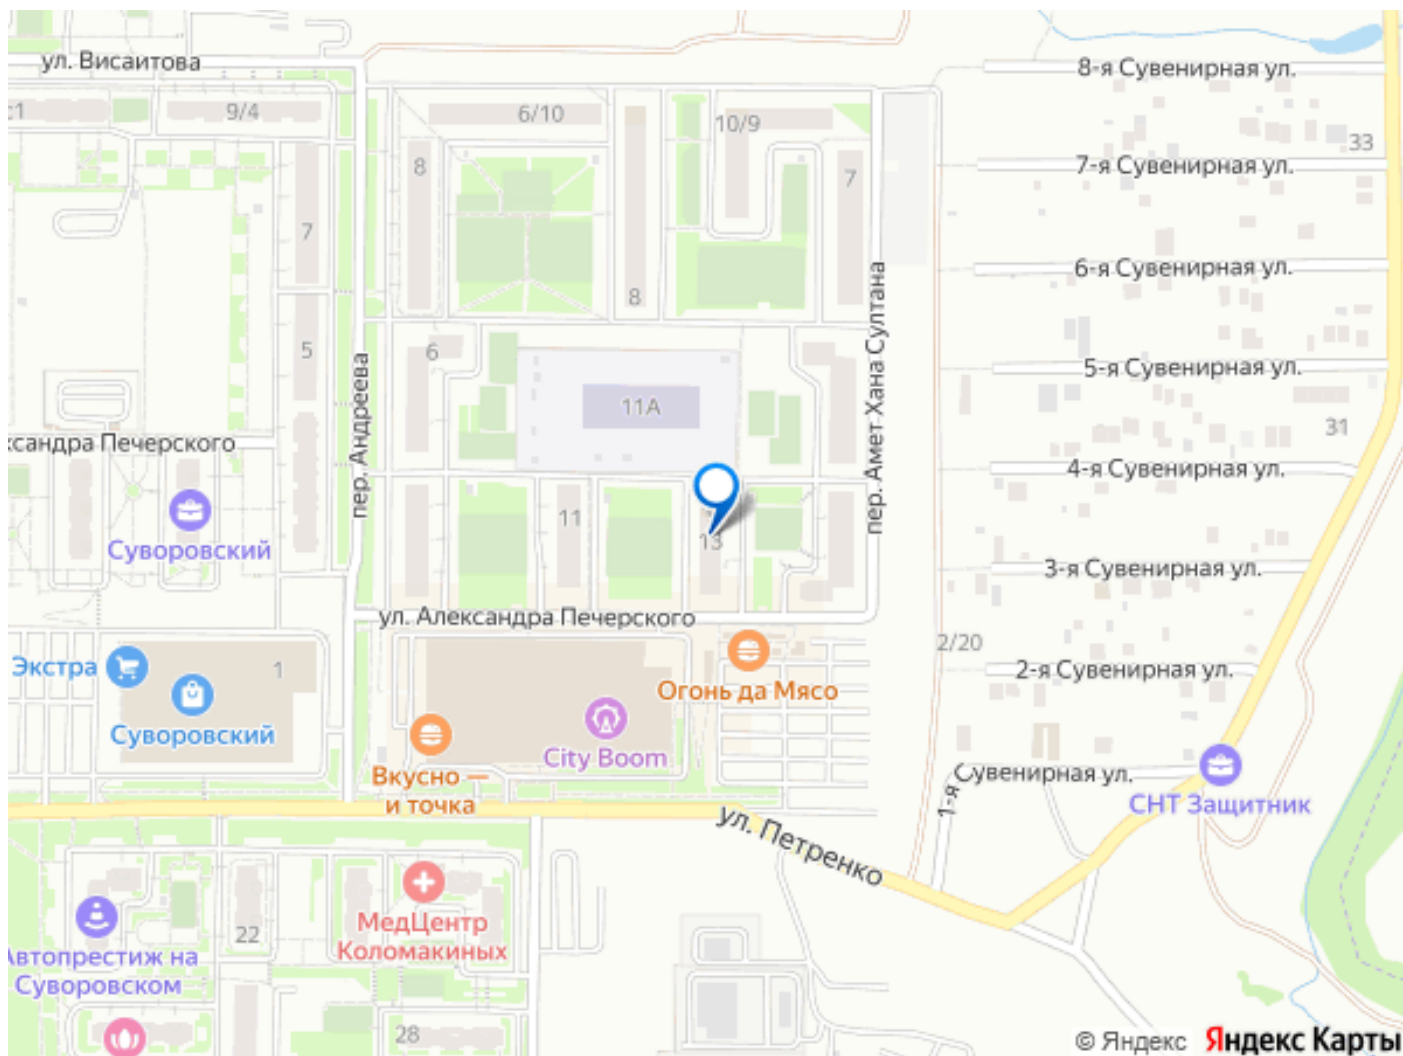 ул. Висаитова
8-я Сувенирная ул.
с1
9/4
6/10
10/9
33
8
7
7-я Сувенирная ул.
7
6-я Сувенирная ул.
8
пер. Амет Хана Султана
6
5
5-я Сувенирная ул.
пер. Андреева
11А
31
ксандра Печерского
4-я Сувенирная ул.
11
13
Суворовский
3-я Сувенирная ул.
ул. Александра Печерского
2/20
Экстра
1
2-я Сувенирная ул.
Огонь да Мясо
Суворовский
City Boom
Вкусно —
и точка
1-я Сувенирная ул.
СНТ Защитник
ул. Петренко
МедЦентр
Коломакиных
22
Автопрестиж на
Суворовском
28
© Яндекс Яндекс Карты